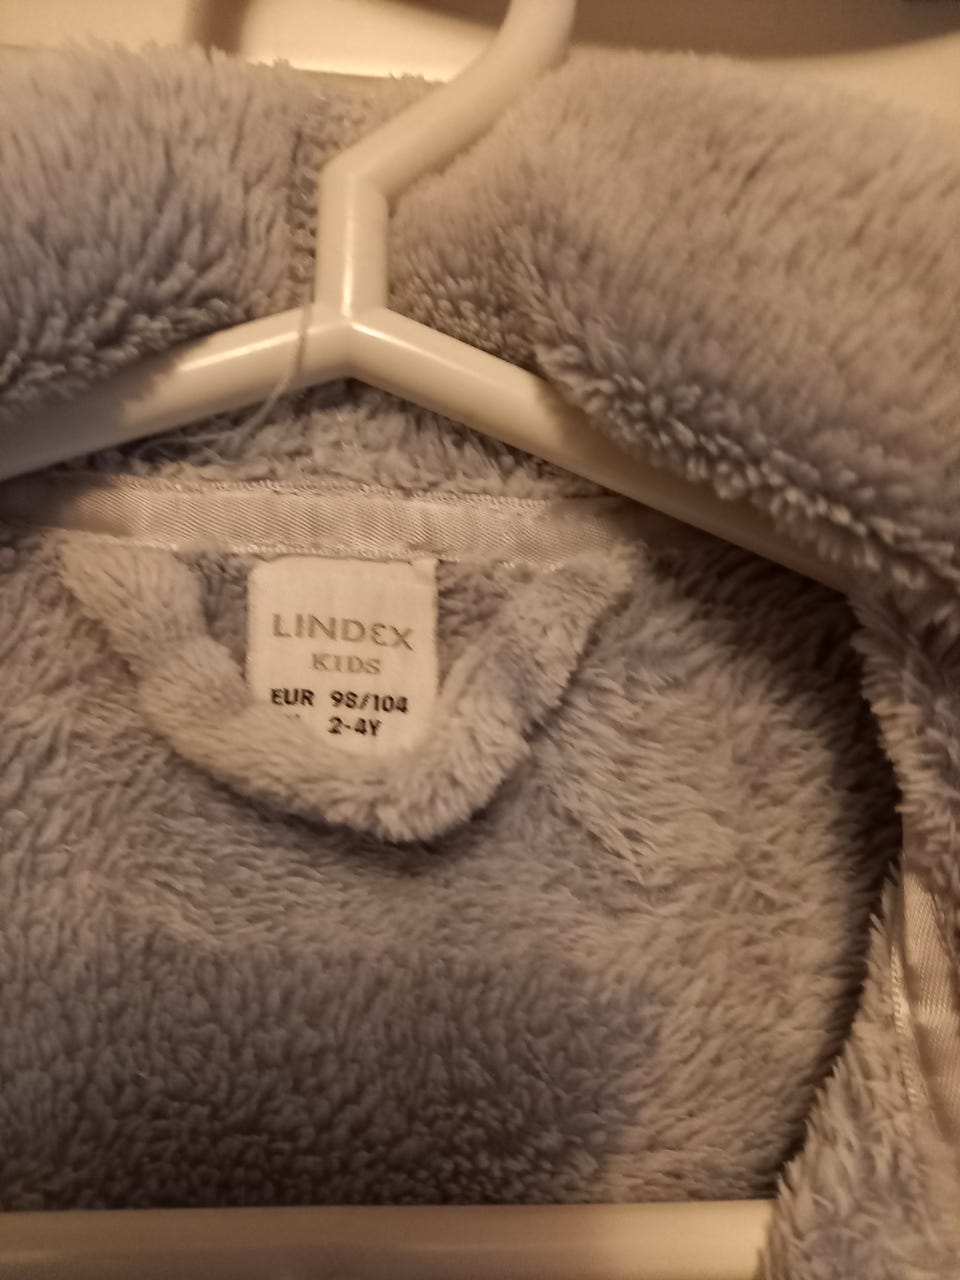 LINDEX
KIDS
EUR 98/104
2-4Y